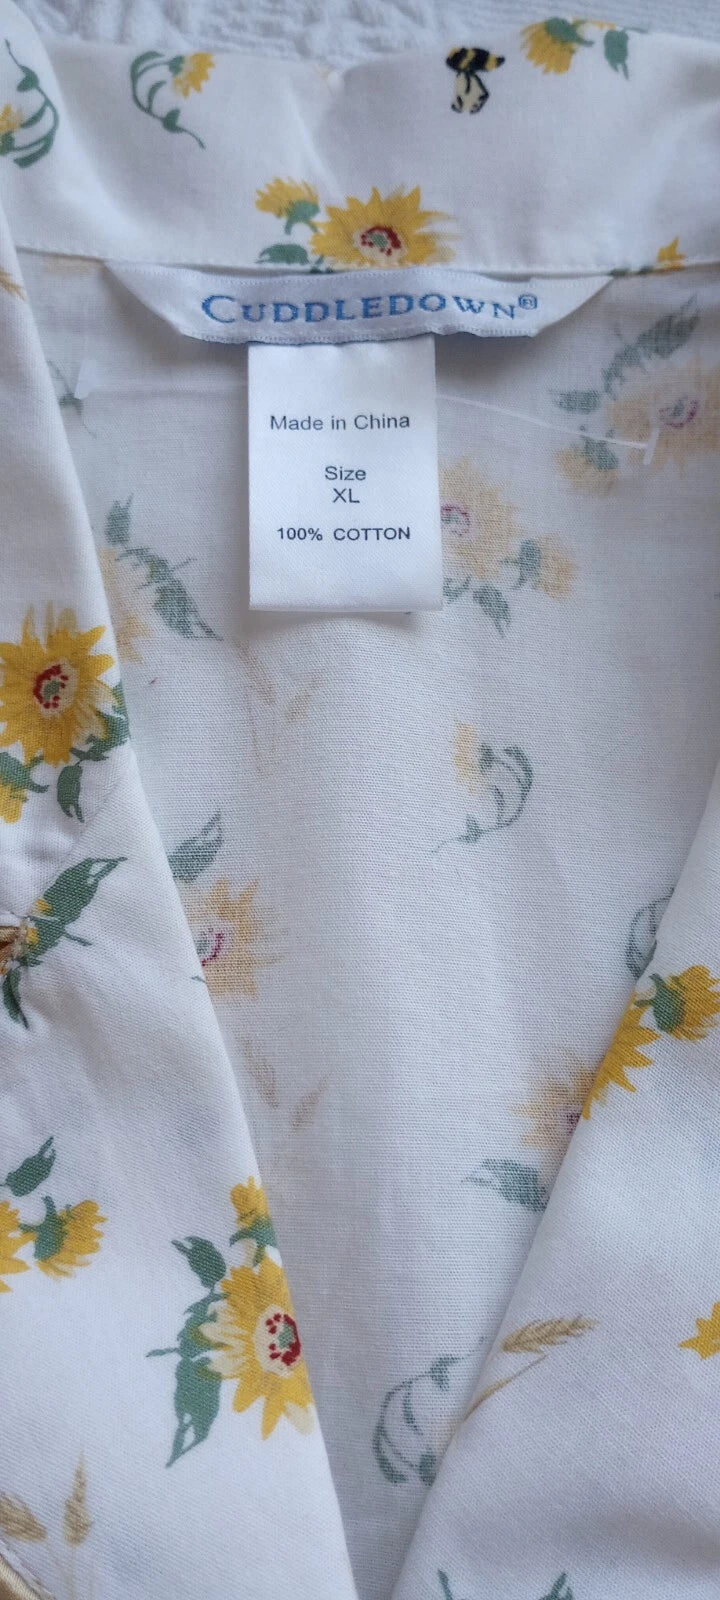 CUDDLEDOWN®
Made in China
Size
XL
100% COTTON